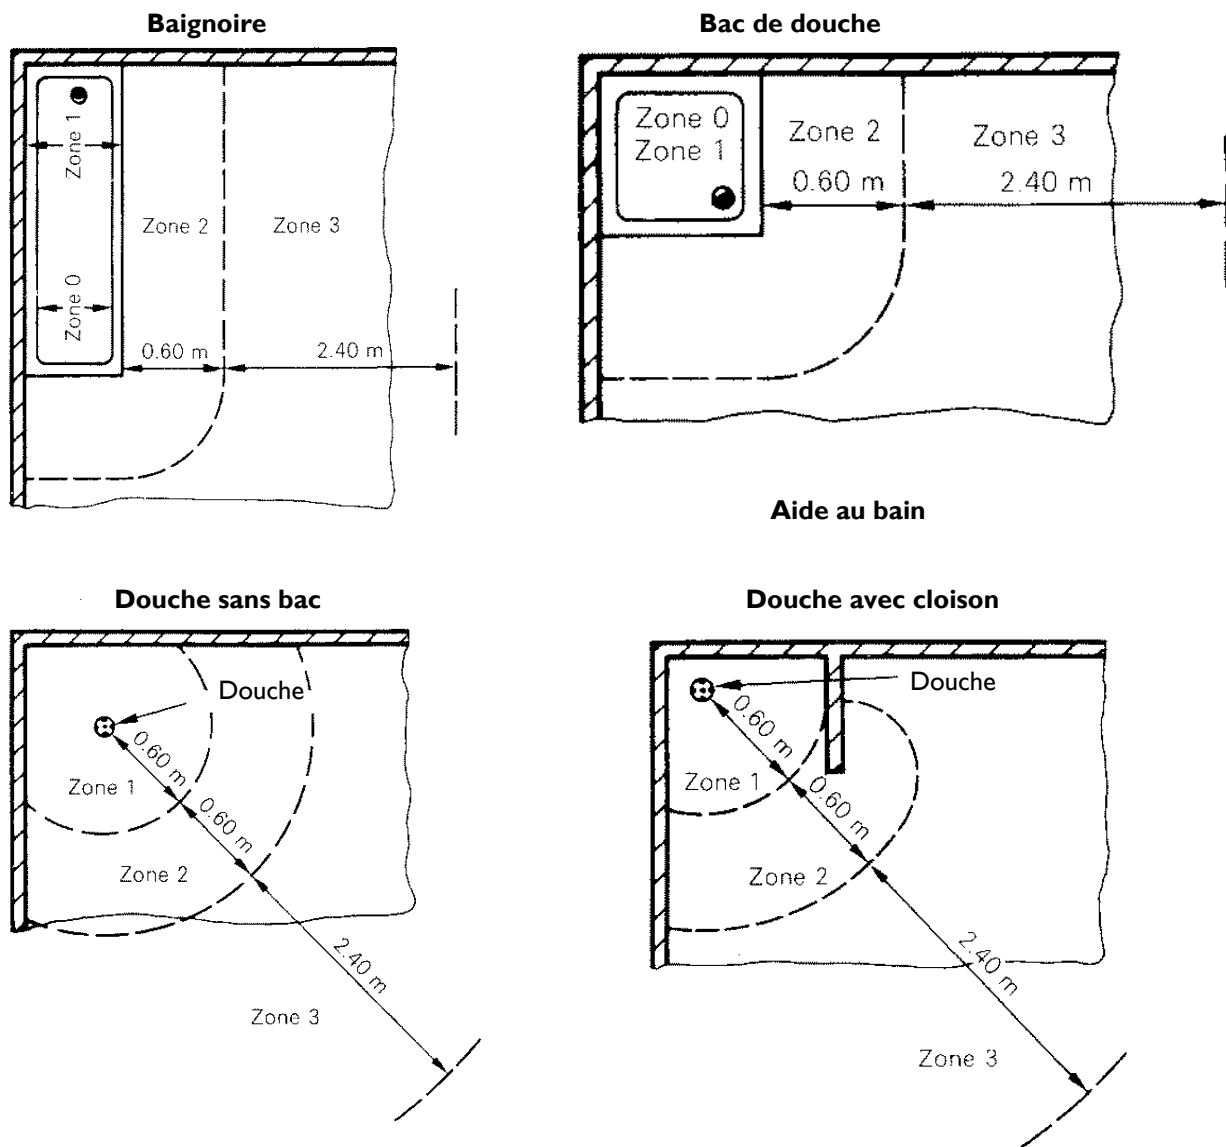 Baignoire
Zone 1
Zone 2
Zone 3
Zone 0
0.60 m
2.40 m
Bac de douche
Zone 0
Zone 1
Zone 2
Zone 3
0.60 m
2.40 m
Aide au bain
Douche sans bac
Douche
0.60 m
Zone 1
0.60 m
Zone 2
2.40 m
Zone 3
Douche avec cloison
Douche
0.60 m
Zone 1
0.60 m
Zone 2
2.40 m
Zone 3